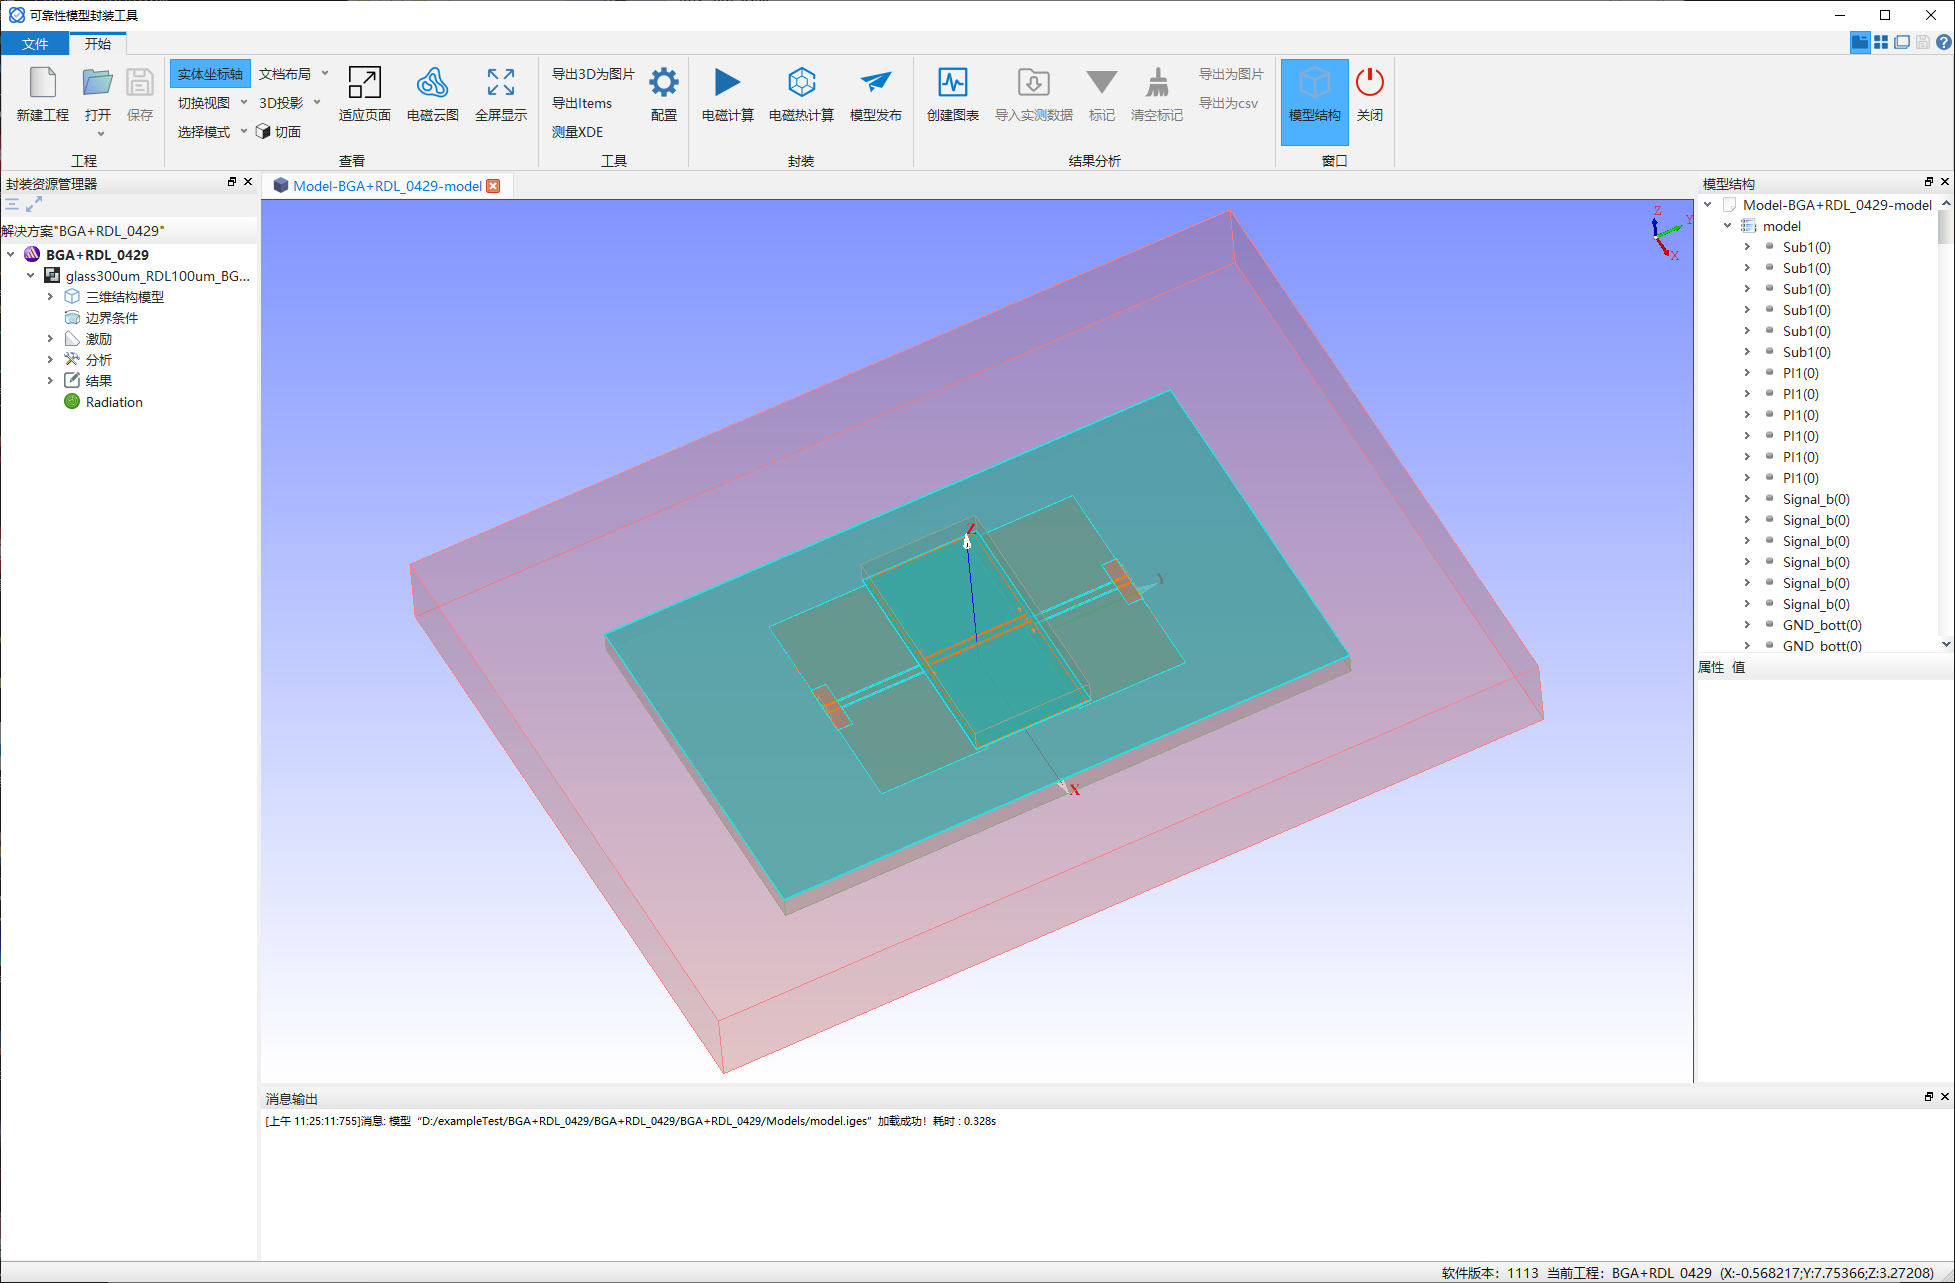 可靠性模型封装工具
文件 开始
新建工程 打开 保存
工程
实体坐标轴 文档布局
切换视图 3D投影
选择模式 切面
适应页面 电磁云图 全屏显示
查看
导出3D为图片
导出Items
测量XDE
配置
工具
电磁计算 电磁热计算 模型发布
封装
创建图表 导入实测数据 标记 清空标记
导出为图片
导出为csv
结果分析
模型结构 关闭
窗口
封装资源管理器
解决方案"BGA+RDL_0429"
BGA+RDL_0429
glass300um_RDL100um_BG...
三维结构模型
边界条件
激励
分析
结果
Radiation
Model-BGA+RDL_0429-model
Z
Y
X
Z
Y
X
模型结构
Model-BGA+RDL_0429-model
model
Sub1(0)
Sub1(0)
Sub1(0)
Sub1(0)
Sub1(0)
Sub1(0)
PI1(0)
PI1(0)
PI1(0)
PI1(0)
PI1(0)
PI1(0)
Signal_b(0)
Signal_b(0)
Signal_b(0)
Signal_b(0)
Signal_b(0)
Signal_b(0)
GND_bott(0)
GND_bott(0)
属性 值
消息输出
[上午 11:25:11:755]消息: 模型 “D:/exampleTest/BGA+RDL_0429/BGA+RDL_0429/BGA+RDL_0429/Models/model.iges” 加载成功! 耗时 : 0.328s
软件版本：1113 当前工程：BGA+RDL_0429 (X:-0.568217;Y:7.75366;Z:3.27208)